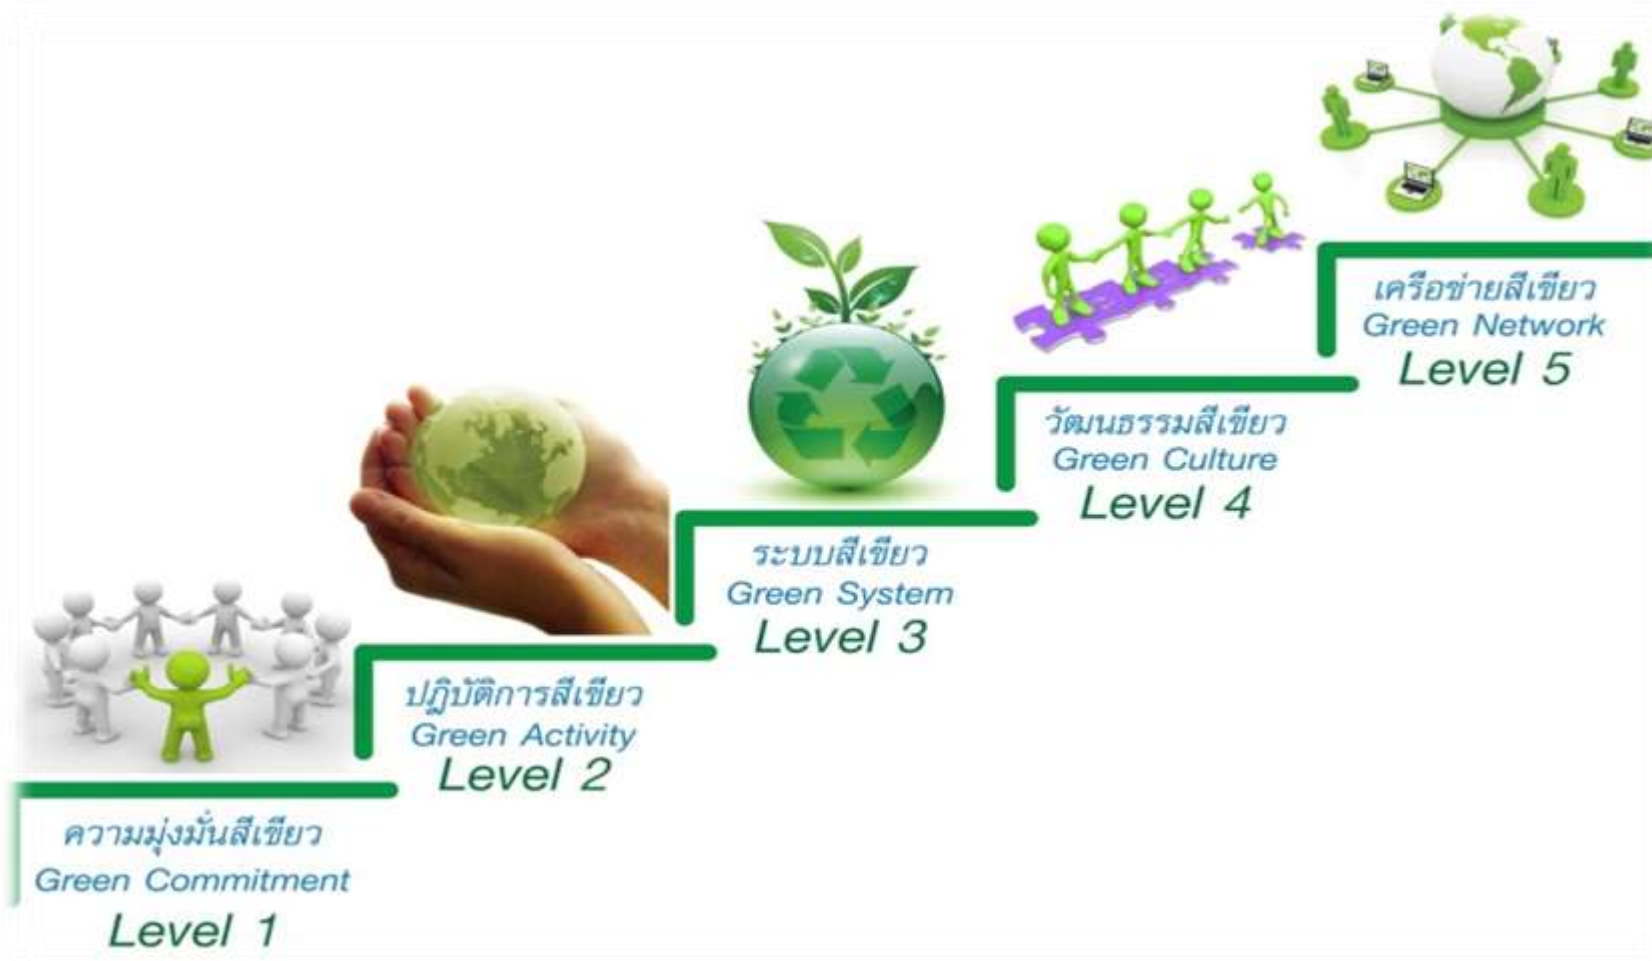 ความมุ่งมั่นสีเขียว
Green Commitment
Level 1
ปฏิบัติการสีเขียว
Green Activity
Level 2
ระบบสีเขียว
Green System
Level 3
วัฒนธรรมสีเขียว
Green Culture
Level 4
เครือข่ายสีเขียว
Green Network
Level 5